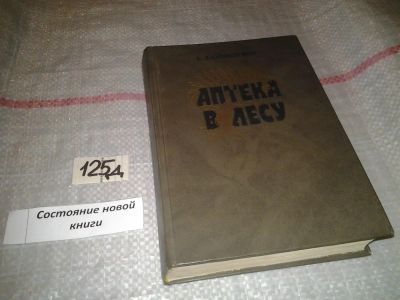 АПТЕКА
В ЛЕСУ
125д
Состояние новой
книги